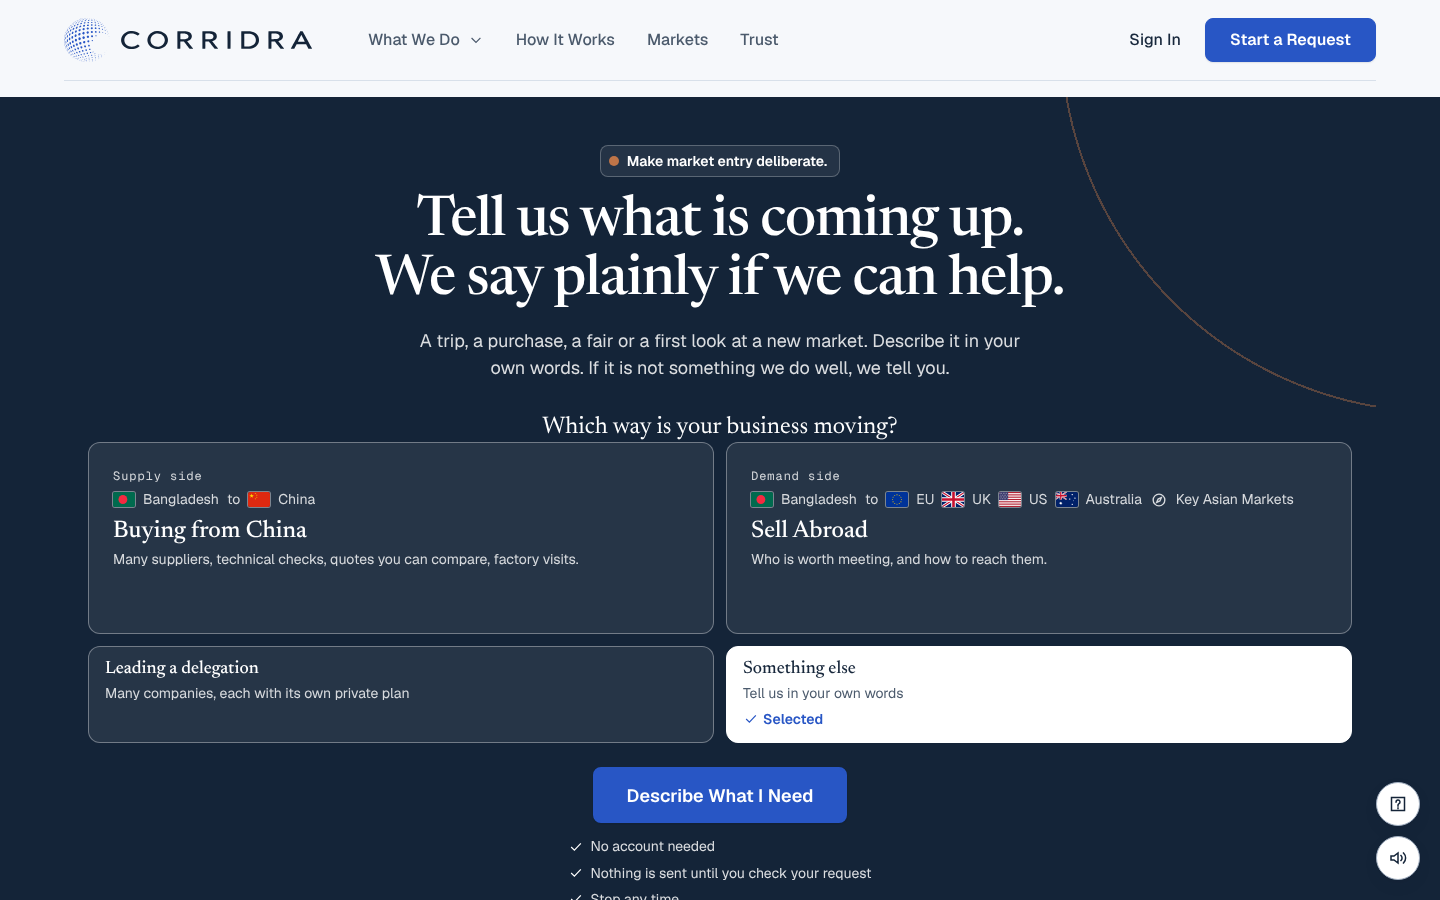 CORRIDRA
What We Do
How It Works
Markets
Trust
Sign In
Start a Request
Make market entry deliberate.
Tell us what is coming up.
We say plainly if we can help.
A trip, a purchase, a fair or a first look at a new market. Describe it in your
own words. If it is not something we do well, we tell you.
Which way is your business moving?
Supply side
Bangladesh to China
Buying from China
Many suppliers, technical checks, quotes you can compare, factory visits.
Demand side
Bangladesh to EU UK US Australia Key Asian Markets
Sell Abroad
Who is worth meeting, and how to reach them.
Leading a delegation
Many companies, each with its own private plan
Something else
Tell us in your own words
Selected
Describe What I Need
No account needed
Nothing is sent until you check your request
Stop any time